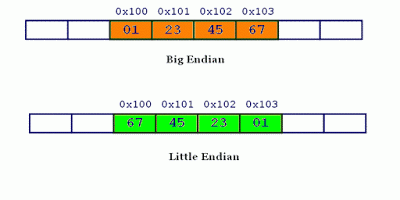 0x100 0x101 0x102 0x103
01 23 45 67
Big Endian
0x100 0x101 0x102 0x103
67 45 23 01
Little Endian